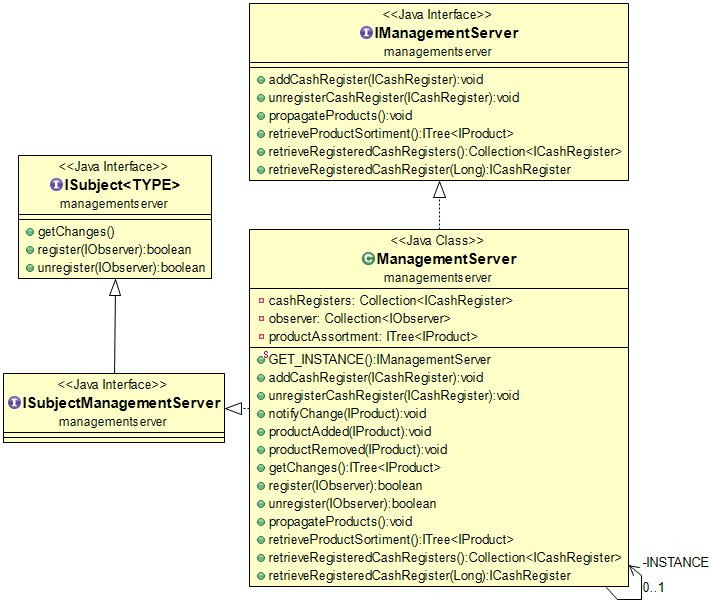 <<Java Interface>>
IManagementServer
managementserver
addCashRegister(ICashRegister):void
unregisterCashRegister(ICashRegister):void
propagateProducts():void
retrieveProductSortiment():ITree<IProduct>
retrieveRegisteredCashRegisters():Collection<ICashRegister>
retrieveRegisteredCashRegister(Long):ICashRegister
<<Java Interface>>
ISubject<TYPE>
managementserver
getChanges()
register(IObserver):boolean
unregister(IObserver):boolean
<<Java Interface>>
ISubjectManagementServer
managementserver
<<Java Class>>
ManagementServer
managementserver
cashRegisters: Collection<ICashRegister>
observer: Collection<IObserver>
productAssortment: ITree<IProduct>
GET_INSTANCE():IManagementServer
addCashRegister(ICashRegister):void
unregisterCashRegister(ICashRegister):void
notifyChange(IProduct):void
productAdded(IProduct):void
productRemoved(IProduct):void
getChanges():ITree<IProduct>
register(IObserver):boolean
unregister(IObserver):boolean
propagateProducts():void
retrieveProductSortiment():ITree<IProduct>
retrieveRegisteredCashRegisters():Collection<ICashRegister>
retrieveRegisteredCashRegister(Long):ICashRegister
-INSTANCE
0..1